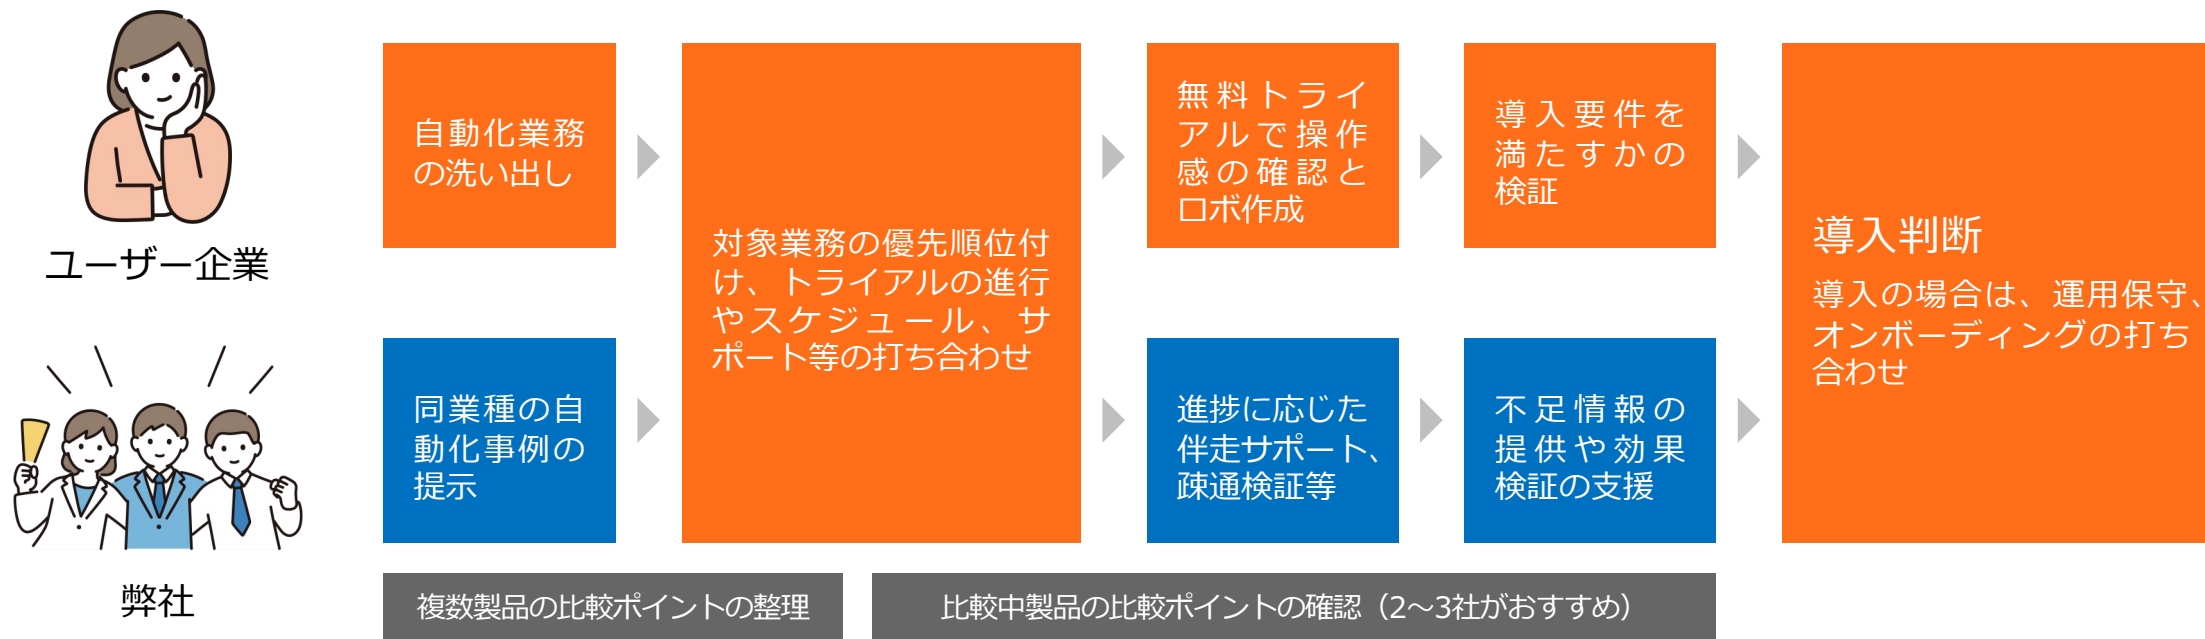 ユーザー企業
自動化業務
の洗い出し
対象業務の優先順位付
け、トライアルの進行
やスケジュール、サ
ポート等の打ち合わせ
無料トライ
アルで操作
感の確認と
ロボ作成
導入要件を
満たすかの
検証
導入判断
導入の場合は、運用保守、
オンボーディングの打ち
合わせ
弊社
同業種の自
動化事例の
提示
進捗に応じた
伴走サポート、
疎通検証等
不足情報の
提供や効果
検証の支援
複数製品の比較ポイントの整理
比較中製品の比較ポイントの確認（2～3社がおすすめ）